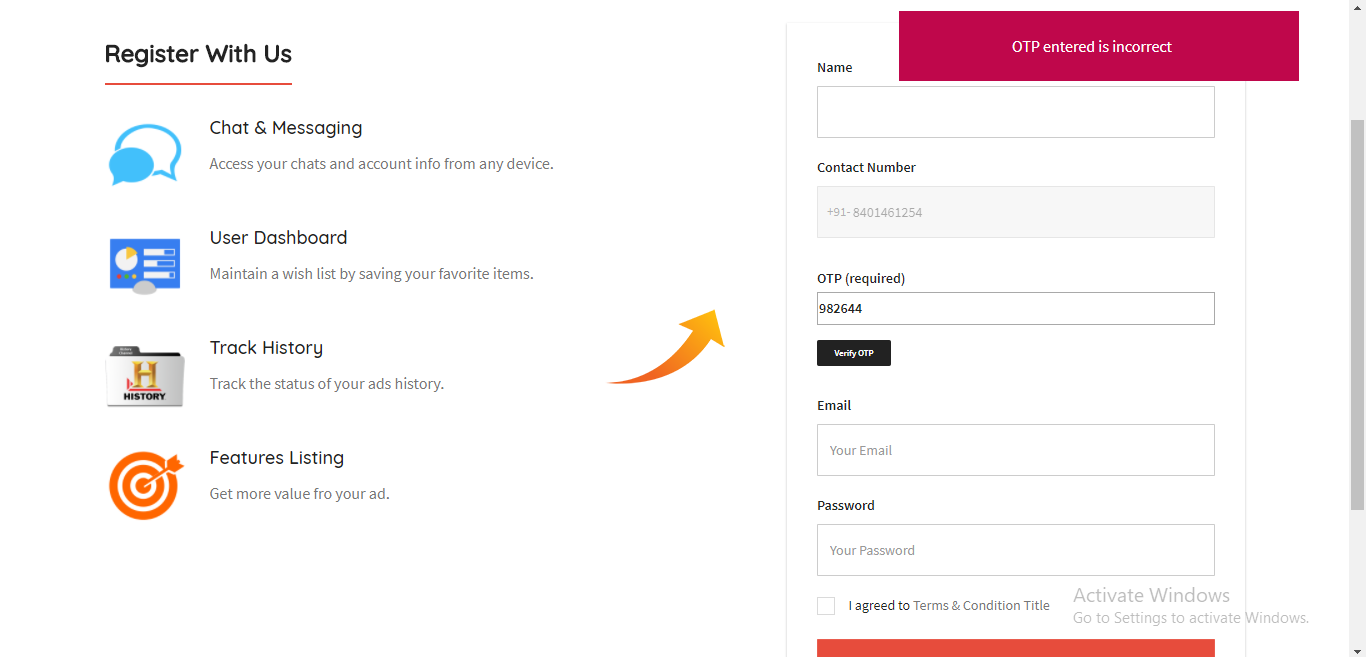 Register With Us
Chat & Messaging
Access your chats and account info from any device.
User Dashboard
Maintain a wish list by saving your favorite items.
HISTORY
Track History
Track the status of your ads history.
Features Listing
Get more value fro your ad.
OTP entered is incorrect
Name
Contact Number
+91- 8401461254
OTP (required)
982644
Verify OTP
Email
Your Email
Password
Your Password
I agreed to Terms & Condition Title
Activate Windows
Go to Settings to activate Windows.